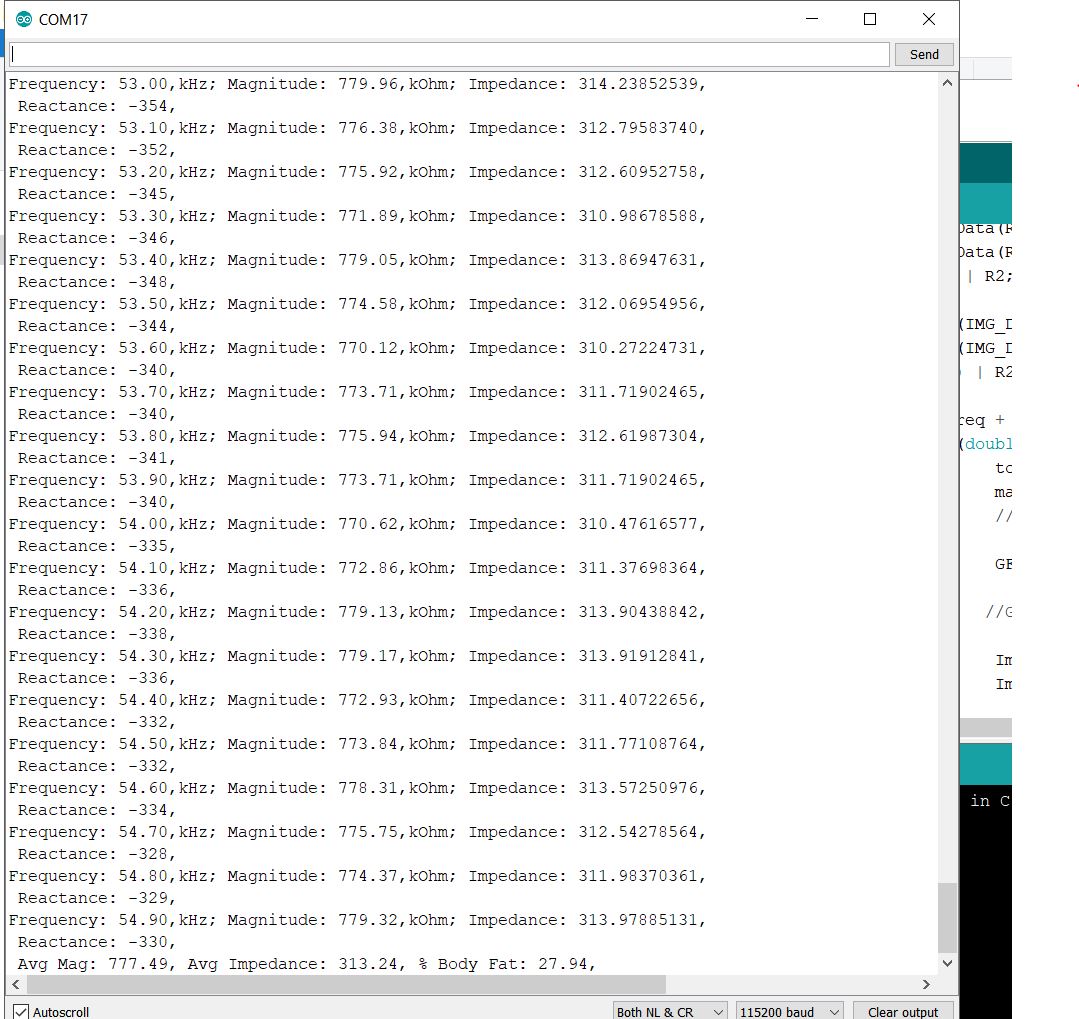 COM17
Send
Frequency: 53.00,kHz; Magnitude: 779.96,kOhm; Impedance: 314.23852539,
Reactance: -354,
Frequency: 53.10,kHz; Magnitude: 776.38,kOhm; Impedance: 312.79583740,
Reactance: -352,
Frequency: 53.20,kHz; Magnitude: 775.92,kOhm; Impedance: 312.60952758,
Reactance: -345,
Frequency: 53.30,kHz; Magnitude: 771.89,kOhm; Impedance: 310.98678588,
Reactance: -346,
Frequency: 53.40,kHz; Magnitude: 779.05,kOhm; Impedance: 313.86947631,
Reactance: -348,
Frequency: 53.50,kHz; Magnitude: 774.58,kOhm; Impedance: 312.06954956,
Reactance: -344,
Frequency: 53.60,kHz; Magnitude: 770.12,kOhm; Impedance: 310.27224731,
Reactance: -340,
Frequency: 53.70,kHz; Magnitude: 773.71,kOhm; Impedance: 311.71902465,
Reactance: -340,
Frequency: 53.80,kHz; Magnitude: 775.94,kOhm; Impedance: 312.61987304,
Reactance: -341,
Frequency: 53.90,kHz; Magnitude: 773.71,kOhm; Impedance: 311.71902465,
Reactance: -340,
Frequency: 54.00,kHz; Magnitude: 770.62,kOhm; Impedance: 310.47616577,
Reactance: -335,
Frequency: 54.10,kHz; Magnitude: 772.86,kOhm; Impedance: 311.37698364,
Reactance: -336,
Frequency: 54.20,kHz; Magnitude: 779.13,kOhm; Impedance: 313.90438842,
Reactance: -338,
Frequency: 54.30,kHz; Magnitude: 779.17,kOhm; Impedance: 313.91912841,
Reactance: -336,
Frequency: 54.40,kHz; Magnitude: 772.93,kOhm; Impedance: 311.40722656,
Reactance: -332,
Frequency: 54.50,kHz; Magnitude: 773.84,kOhm; Impedance: 311.77108764,
Reactance: -332,
Frequency: 54.60,kHz; Magnitude: 778.31,kOhm; Impedance: 313.57250976,
Reactance: -334,
Frequency: 54.70,kHz; Magnitude: 775.75,kOhm; Impedance: 312.54278564,
Reactance: -328,
Frequency: 54.80,kHz; Magnitude: 774.37,kOhm; Impedance: 311.98370361,
Reactance: -329,
Frequency: 54.90,kHz; Magnitude: 779.32,kOhm; Impedance: 313.97885131,
Reactance: -330,
Avg Mag: 777.49, Avg Impedance: 313.24, % Body Fat: 27.94,
Autoscroll
Both NL & CR
115200 baud
Clear output
| R2;
| R2
//
in C